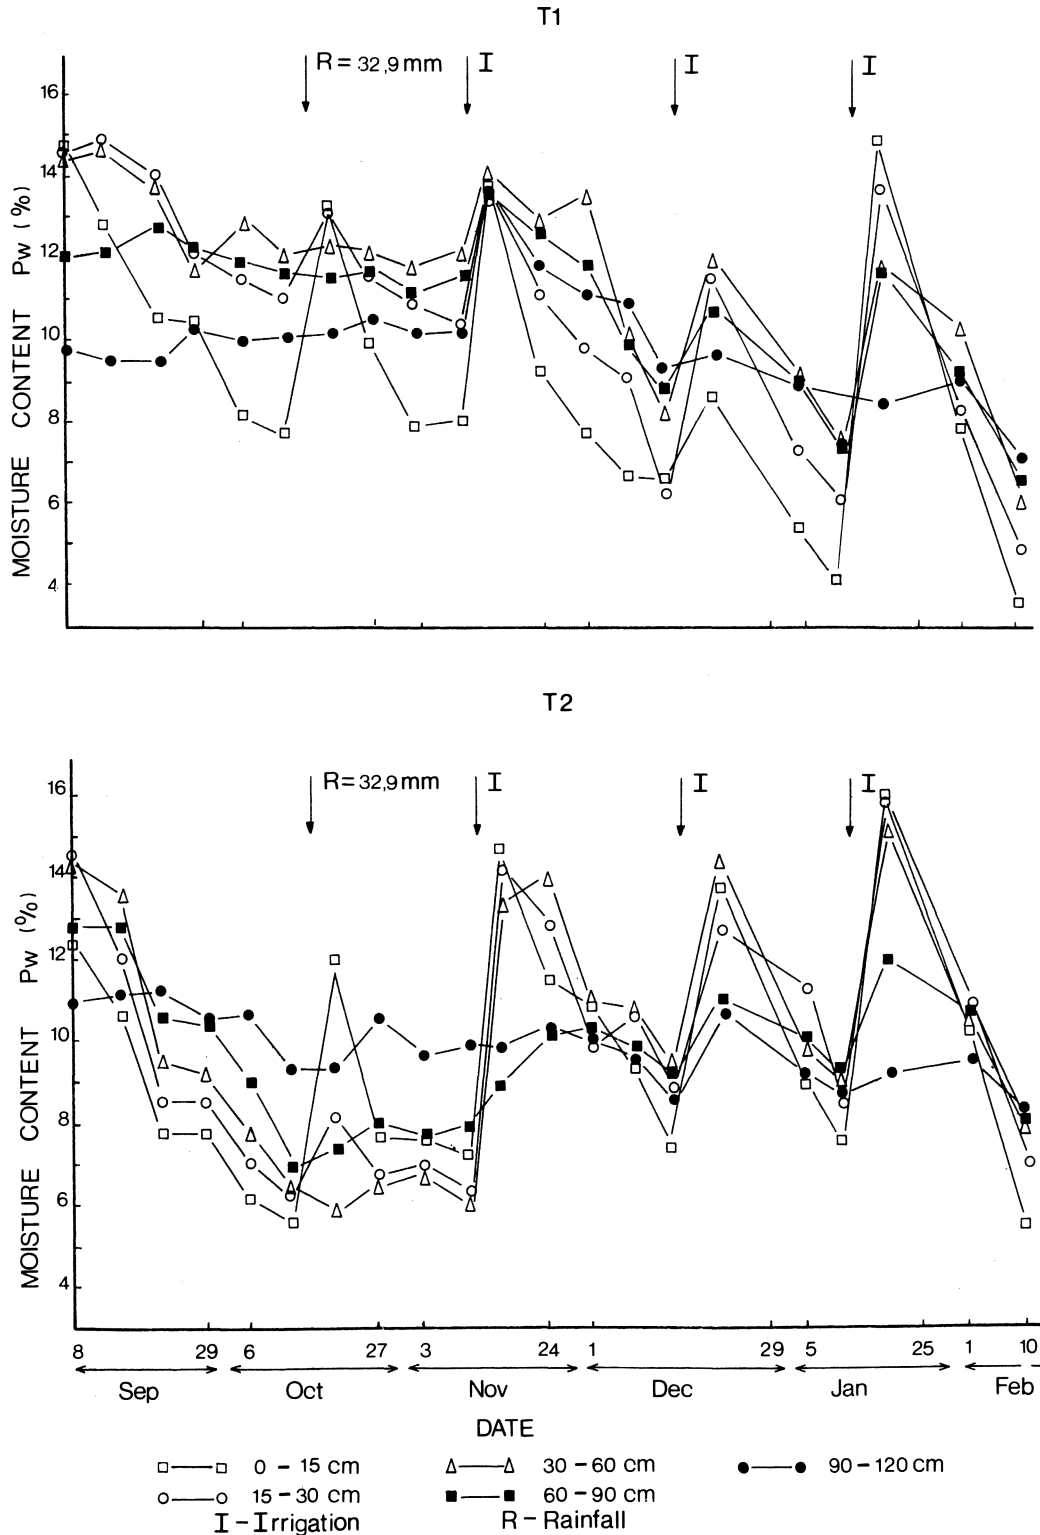 T1
R = 32,9 mm I I I
16
14
12
10
8
6
4
MOISTURE CONTENT Pw (%)
T2
R = 32,9 mm I I I
16
14
12
10
8
6
4
MOISTURE CONTENT Pw (%)
8 29 6 27 3 24 1 29 5 25 1 10
Sep Oct Nov Dec Jan Feb
DATE
0 - 15 cm 30 - 60 cm 90 - 120 cm
15 - 30 cm 60 - 90 cm
I - Irrigation R - Rainfall